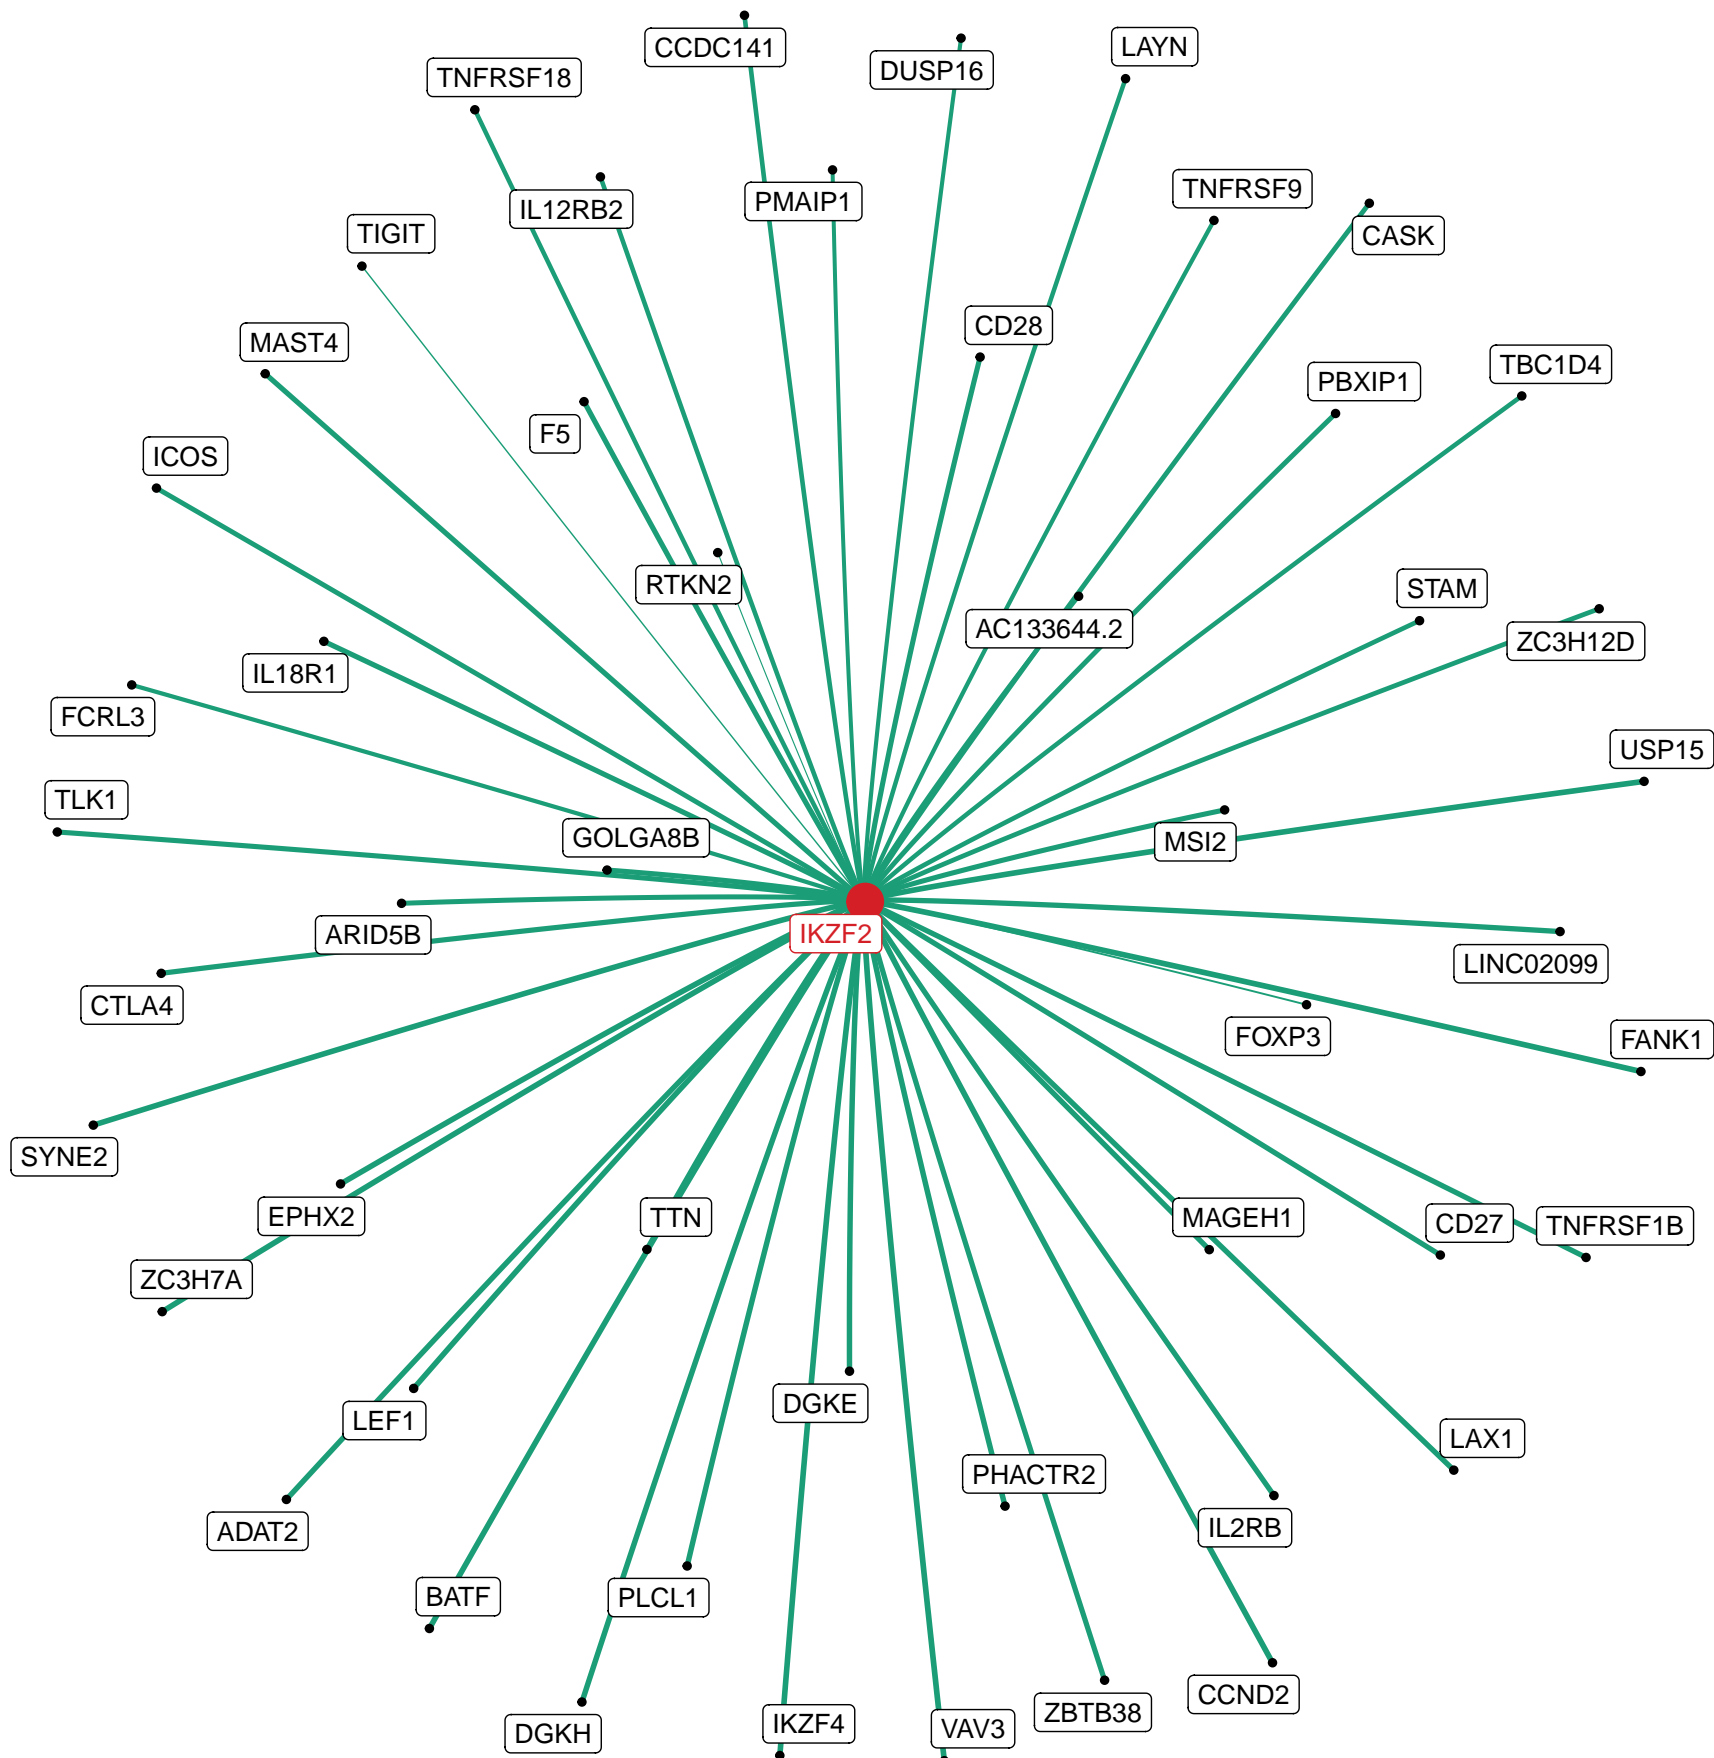 CCDC141
LAYN
DUSP16
TNFRSF18
TNFRSF9
PMAIP1
IL12RB2
TIGIT
CASK
CD28
MAST4
TBC1D4
PBXIP1
F5
ICOS
RTKN2
STAM
AC133644.2
ZC3H12D
IL18R1
FCRL3
USP15
TLK1
GOLGA8B
MSI2
ARID5B
IKZF2
LINC02099
CTLA4
FOXP3
FANK1
SYNE2
EPHX2
TTN
MAGEH1
CD27
TNFRSF1B
ZC3H7A
DGKE
LEF1
LAX1
PHACTR2
ADAT2
IL2RB
BATF
PLCL1
CCND2
ZBTB38
IKZF4
VAV3
DGKH